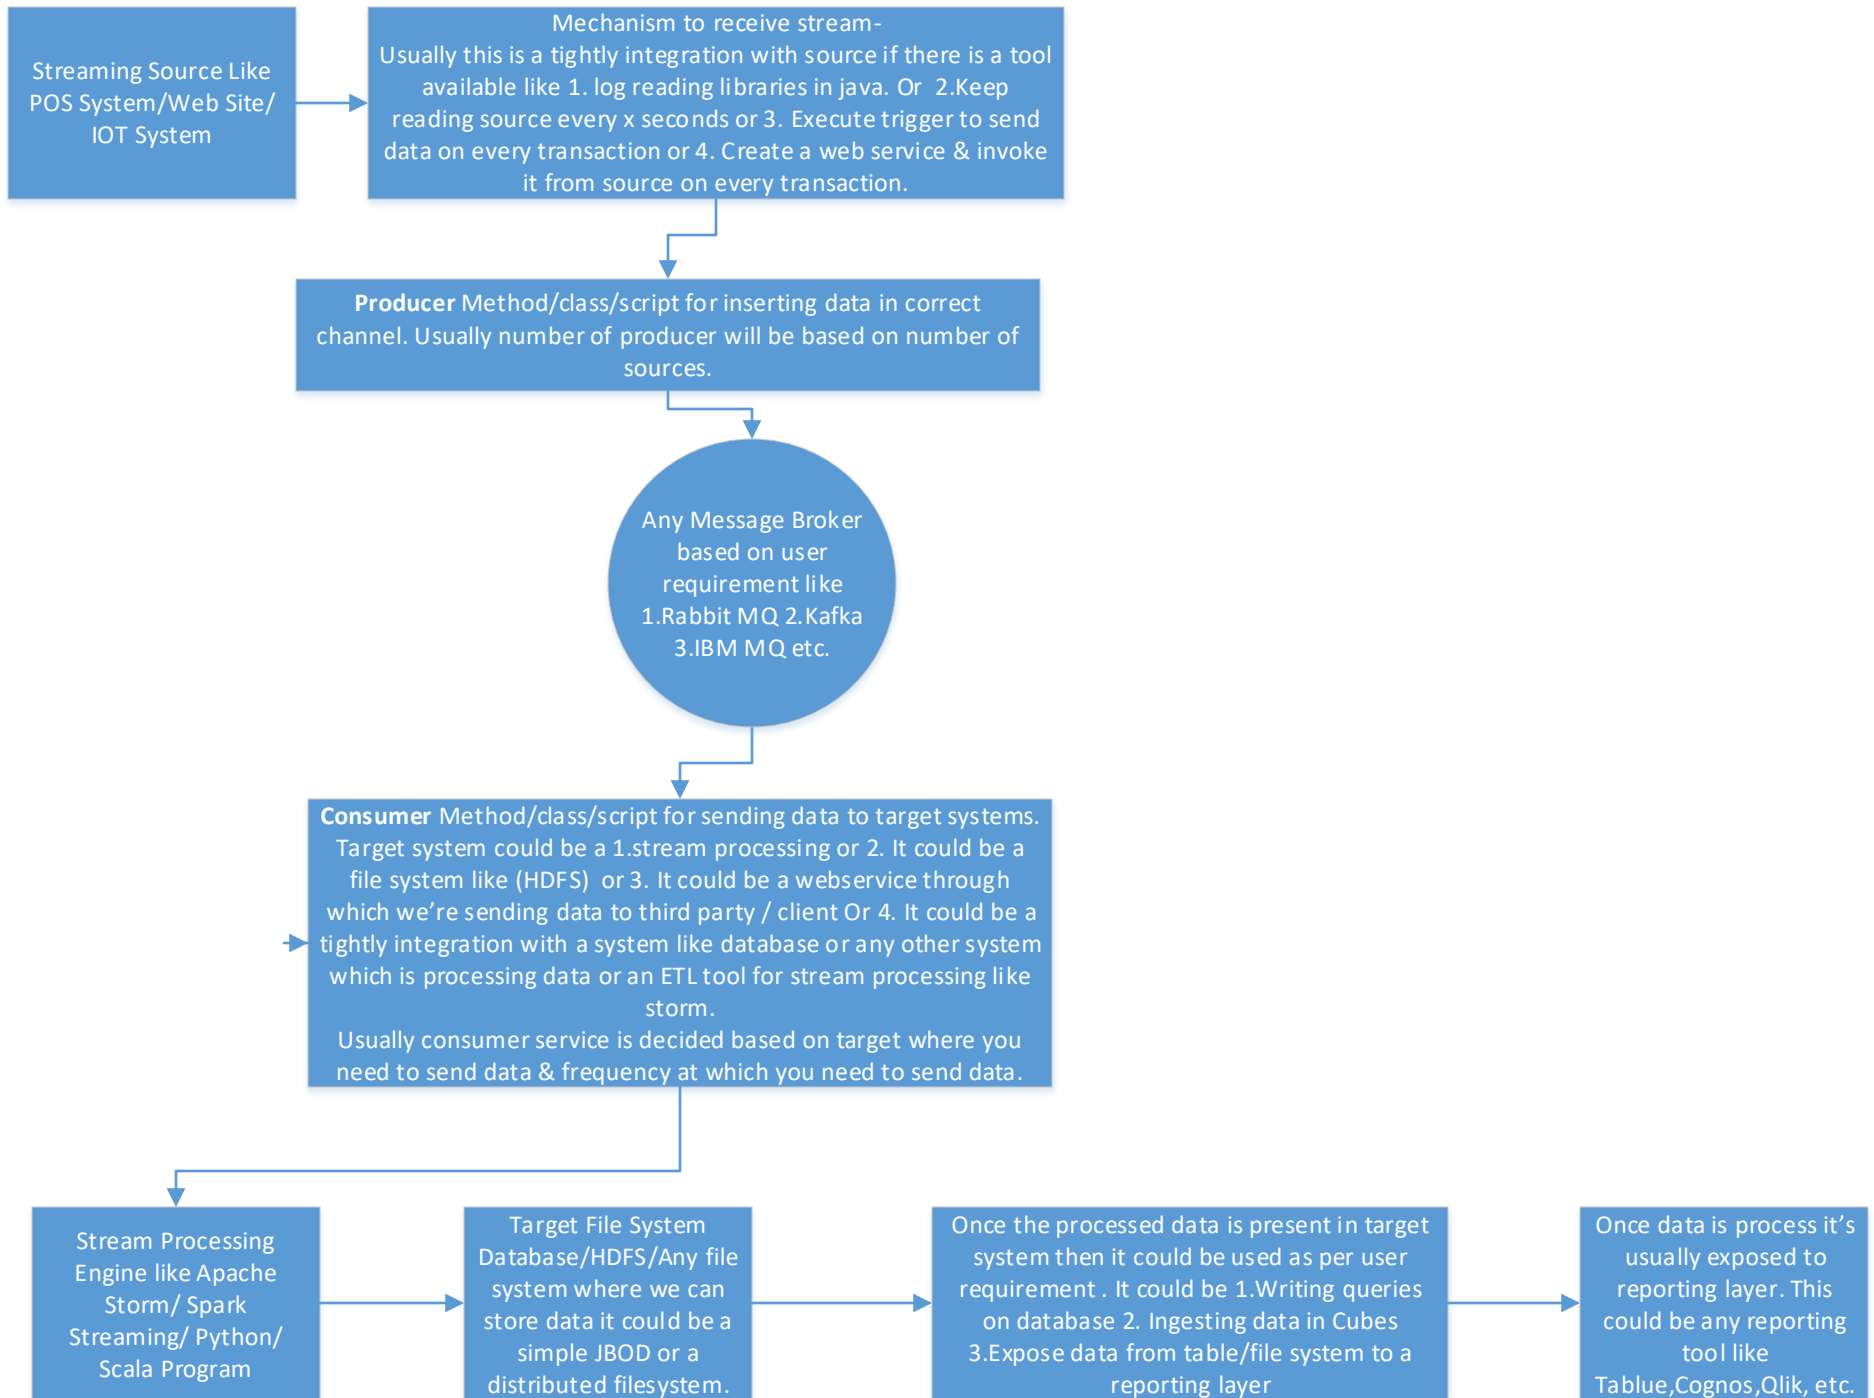 Streaming Source Like
POS System/Web Site/
IOT System
Mechanism to receive stream-
Usually this is a tightly integration with source if there is a tool
available like 1. log reading libraries in java. Or 2.Keep
reading source every x seconds or 3. Execute trigger to send
data on every transaction or 4. Create a web service & invoke
it from source on every transaction.
Producer Method/class/script for inserting data in correct
channel. Usually number of producer will be based on number of
sources.
Any Message Broker
based on user
requirement like
1.Rabbit MQ 2.Kafka
3.IBM MQ etc.
Consumer Method/class/script for sending data to target systems.
Target system could be a 1.stream processing or 2. It could be a
file system like (HDFS) or 3. It could be a webservice through
which we’re sending data to third party / client Or 4. It could be a
tightly integration with a system like database or any other system
which is processing data or an ETL tool for stream processing like
storm.
Usually consumer service is decided based on target where you
need to send data & frequency at which you need to send data.
Stream Processing
Engine like Apache
Storm/ Spark
Streaming/ Python/
Scala Program
Target File System
Database/HDFS/Any file
system where we can
store data it could be a
simple JBOD or a
distributed filesystem.
Once the processed data is present in target
system then it could be used as per user
requirement . It could be 1.Writing queries
on database 2. Ingesting data in Cubes
3.Expose data from table/file system to a
reporting layer
Once data is process it’s
usually exposed to
reporting layer. This
could be any reporting
tool like
Tablue,Cognos,Qlik, etc.